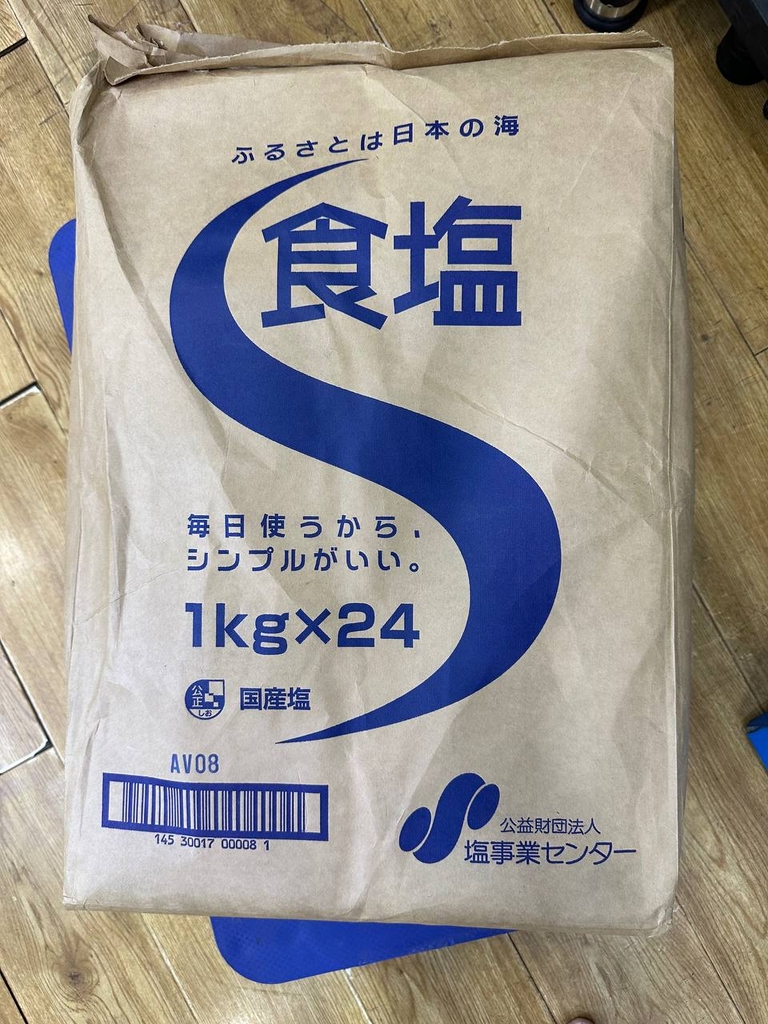 ふるさとは日本の海
食塩
毎日使うから、
シンプルがいい。
1kg×24
公正
しお
国産塩
AV08
145 30017 00008 1
公益財団法人
塩事業センター